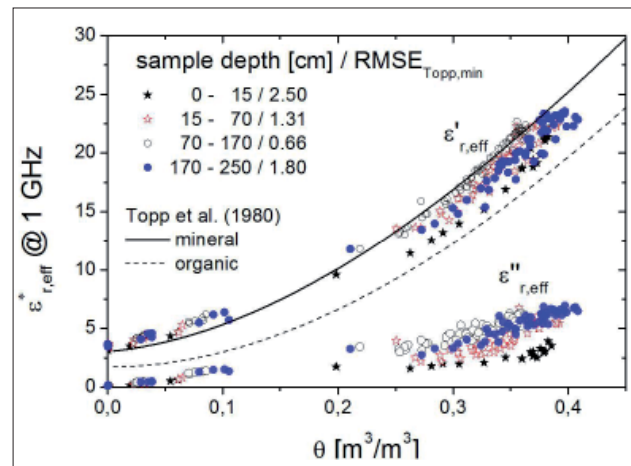 sample depth [cm] / RMSE_Topp,min
0 - 15 / 2.50
15 - 70 / 1.31
70 - 170 / 0.66
170 - 250 / 1.80
Topp et al. (1980)
mineral
organic
ε'r,eff
ε"r,eff
ε*r,eff @ 1 GHz
30
25
20
15
10
5
0
0,0 0,1 0,2 0,3 0,4
θ [m³/m³]